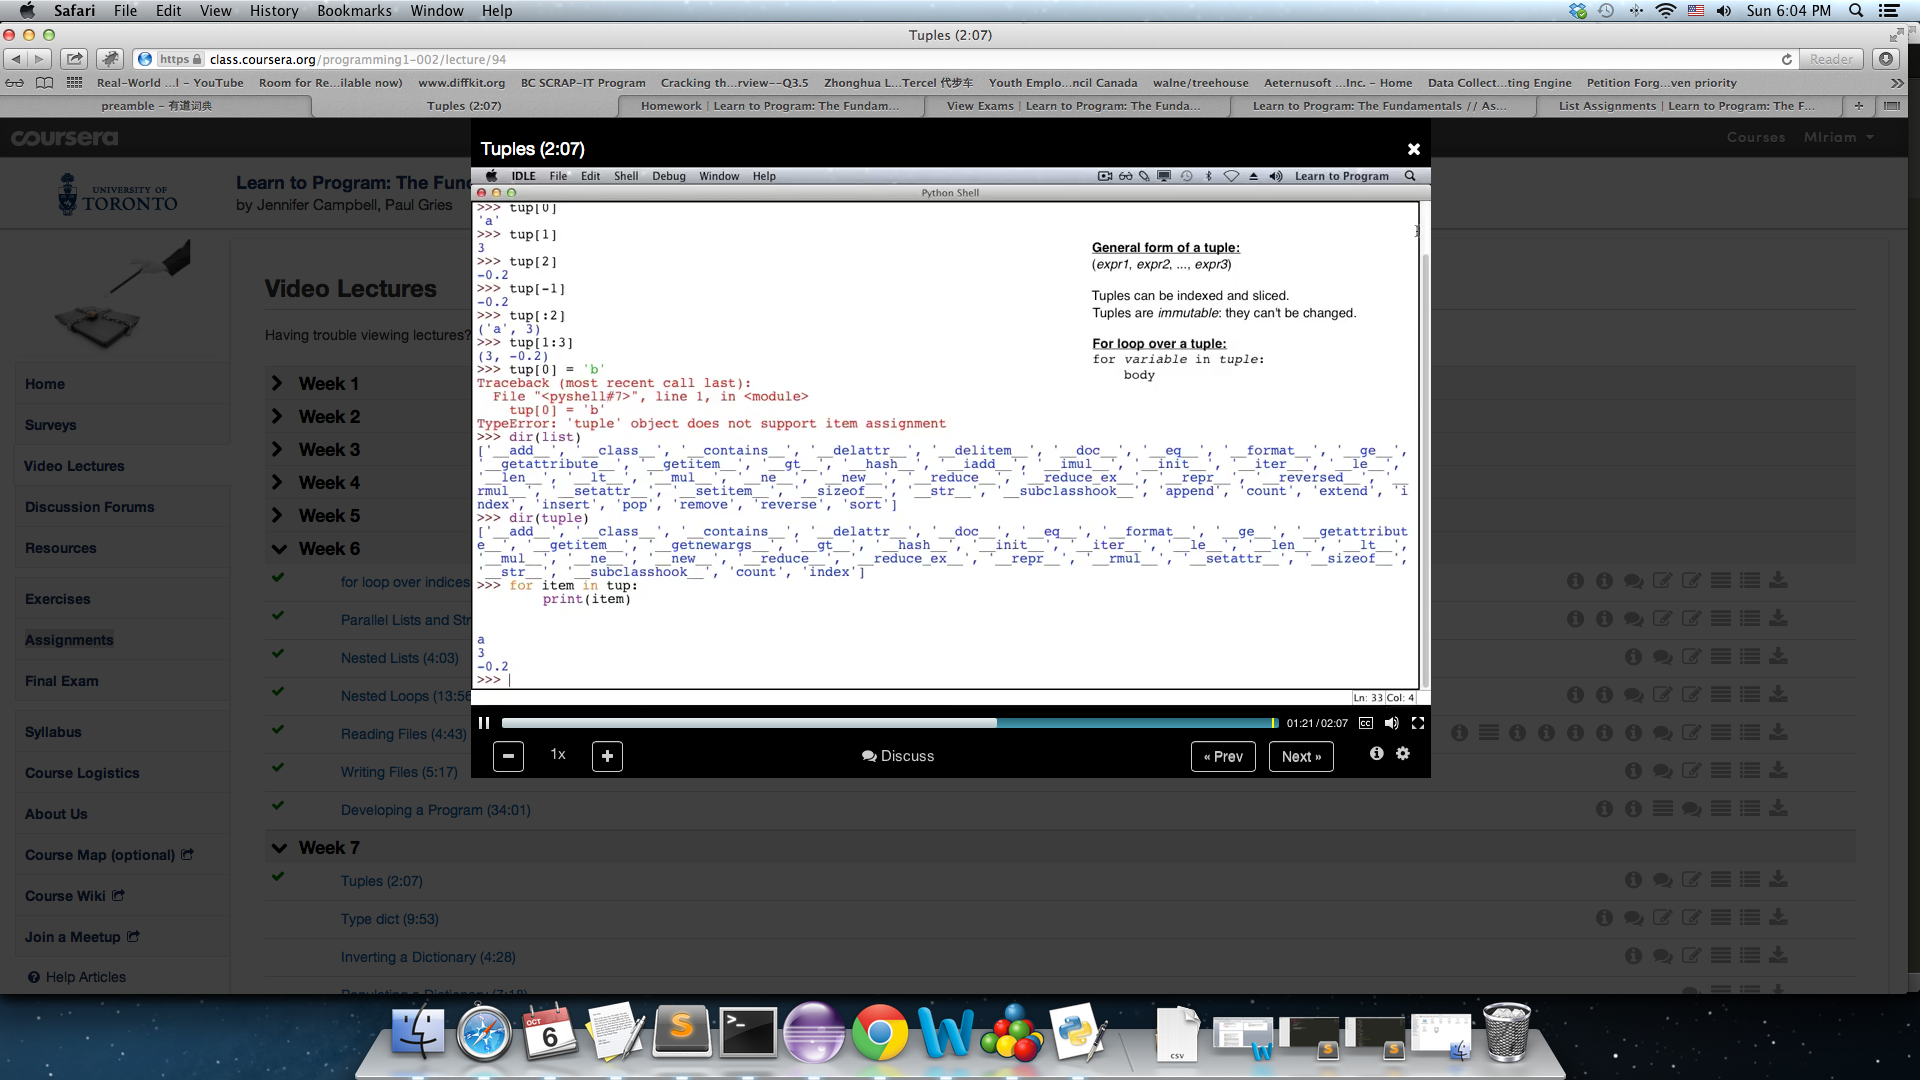 Safari File Edit View History Bookmarks Window Help Sun 6:04 PM
Tuples (2:07)
https class.coursera.org/programming1-002/lecture/94 Reader
Real-World ...l – YouTube Room for Re...ilable now) www.diffkit.org BC SCRAP-IT Program Cracking th...rview--Q3.5 Zhonghua L...Tercel 代步车 Youth Emplo...ncil Canada walne/treehouse Aeternusoft ...Inc. – Home Data Collect...ting Engine Petition Forg...ven priority
preamble – 有道词典 Tuples (2:07) Homework | Learn to Program: The Fundam... View Exams | Learn to Program: The Funda... Learn to Program: The Fundamentals // As... List Assignments | Learn to Program: The F...
coursera Courses MIriam
UNIVERSITY OF
TORONTO
Learn to Program: The Fun
by Jennifer Campbell, Paul Gries
Home
Surveys
Video Lectures
Discussion Forums
Resources
Exercises
Assignments
Final Exam
Syllabus
Course Logistics
About Us
Course Map (optional)
Course Wiki
Join a Meetup
Help Articles
Video Lectures
Having trouble viewing lectures?
Week 1
Week 2
Week 3
Week 4
Week 5
Week 6
for loop over indices
Parallel Lists and Str
Nested Lists (4:03)
Nested Loops (13:56
Reading Files (4:43)
Writing Files (5:17)
Developing a Program (34:01)
Week 7
Tuples (2:07)
Type dict (9:53)
Inverting a Dictionary (4:28)
Tuples (2:07)
IDLE File Edit Shell Debug Window Help Learn to Program
Python Shell
>>> tup[0]
'a'
>>> tup[1]
3
>>> tup[2]
-0.2
>>> tup[-1]
-0.2
>>> tup[:2]
('a', 3)
>>> tup[1:3]
(3, -0.2)
>>> tup[0] = 'b'
Traceback (most recent call last):
File "<pyshell#7>", line 1, in <module>
tup[0] = 'b'
TypeError: 'tuple' object does not support item assignment
>>> dir(list)
['__add__', '__class__', '__contains__', '__delattr__', '__delitem__', '__doc__', '__eq__', '__format__', '__ge__',
'__getattribute__', '__getitem__', '__gt__', '__hash__', '__iadd__', '__imul__', '__init__', '__iter__', '__le__',
'__len__', '__lt__', '__mul__', '__ne__', '__new__', '__reduce__', '__reduce_ex__', '__repr__', '__reversed__', '__
rmul__', '__setattr__', '__setitem__', '__sizeof__', '__str__', '__subclasshook__', 'append', 'count', 'extend', 'i
ndex', 'insert', 'pop', 'remove', 'reverse', 'sort']
>>> dir(tuple)
['__add__', '__class__', '__contains__', '__delattr__', '__doc__', '__eq__', '__format__', '__ge__', '__getattribut
e__', '__getitem__', '__getnewargs__', '__gt__', '__hash__', '__init__', '__iter__', '__le__', '__len__', '__lt__',
'__mul__', '__ne__', '__new__', '__reduce__', '__reduce_ex__', '__repr__', '__rmul__', '__setattr__', '__sizeof__',
'__str__', '__subclasshook__', 'count', 'index']
>>> for item in tup:
print(item)
a
3
-0.2
>>>
General form of a tuple:
(expr1, expr2, ..., expr3)
Tuples can be indexed and sliced.
Tuples are immutable: they can't be changed.
For loop over a tuple:
for variable in tuple:
body
Ln: 33 Col: 4
01:21 / 02:07 CC
1x Discuss « Prev Next »
OCT
6
CSV